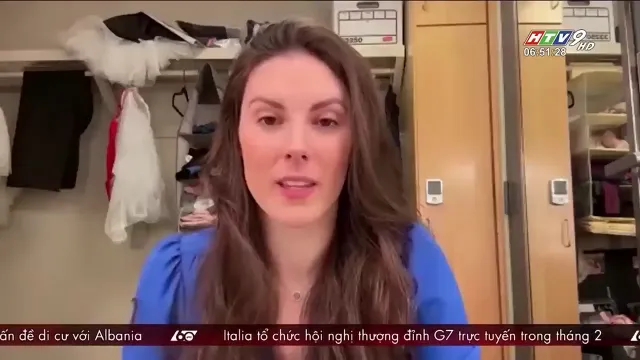 HTV9 HD
06:51:28
ấn đề di cư với Albania 60 Italia tổ chức hội nghị thượng đỉnh G7 trực tuyến trong tháng 2